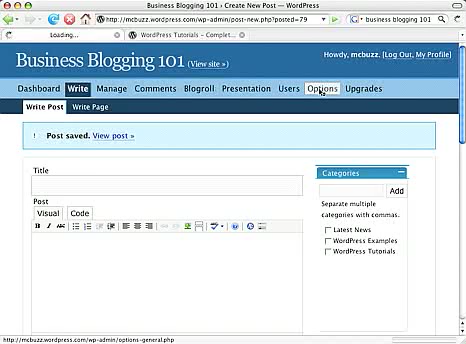 Business Blogging 101 › Create New Post — WordPress
http://mcbuzz.wordpress.com/wp-admin/post-new.php?posted=79
business blogging 101
Loading...
WordPress Tutorials – Complet...
Business Blogging 101 (View site »)
Howdy, mcbuzz. [Log Out, My Profile]
Dashboard Write Manage Comments Blogroll Presentation Users Options Upgrades
Write Post Write Page
! Post saved. View post »
Title
Categories
Add
Post
Separate multiple
categories with commas.
Visual Code
B I ABC
Latest News
WordPress Examples
WordPress Tutorials
http://mcbuzz.wordpress.com/wp-admin/options-general.php